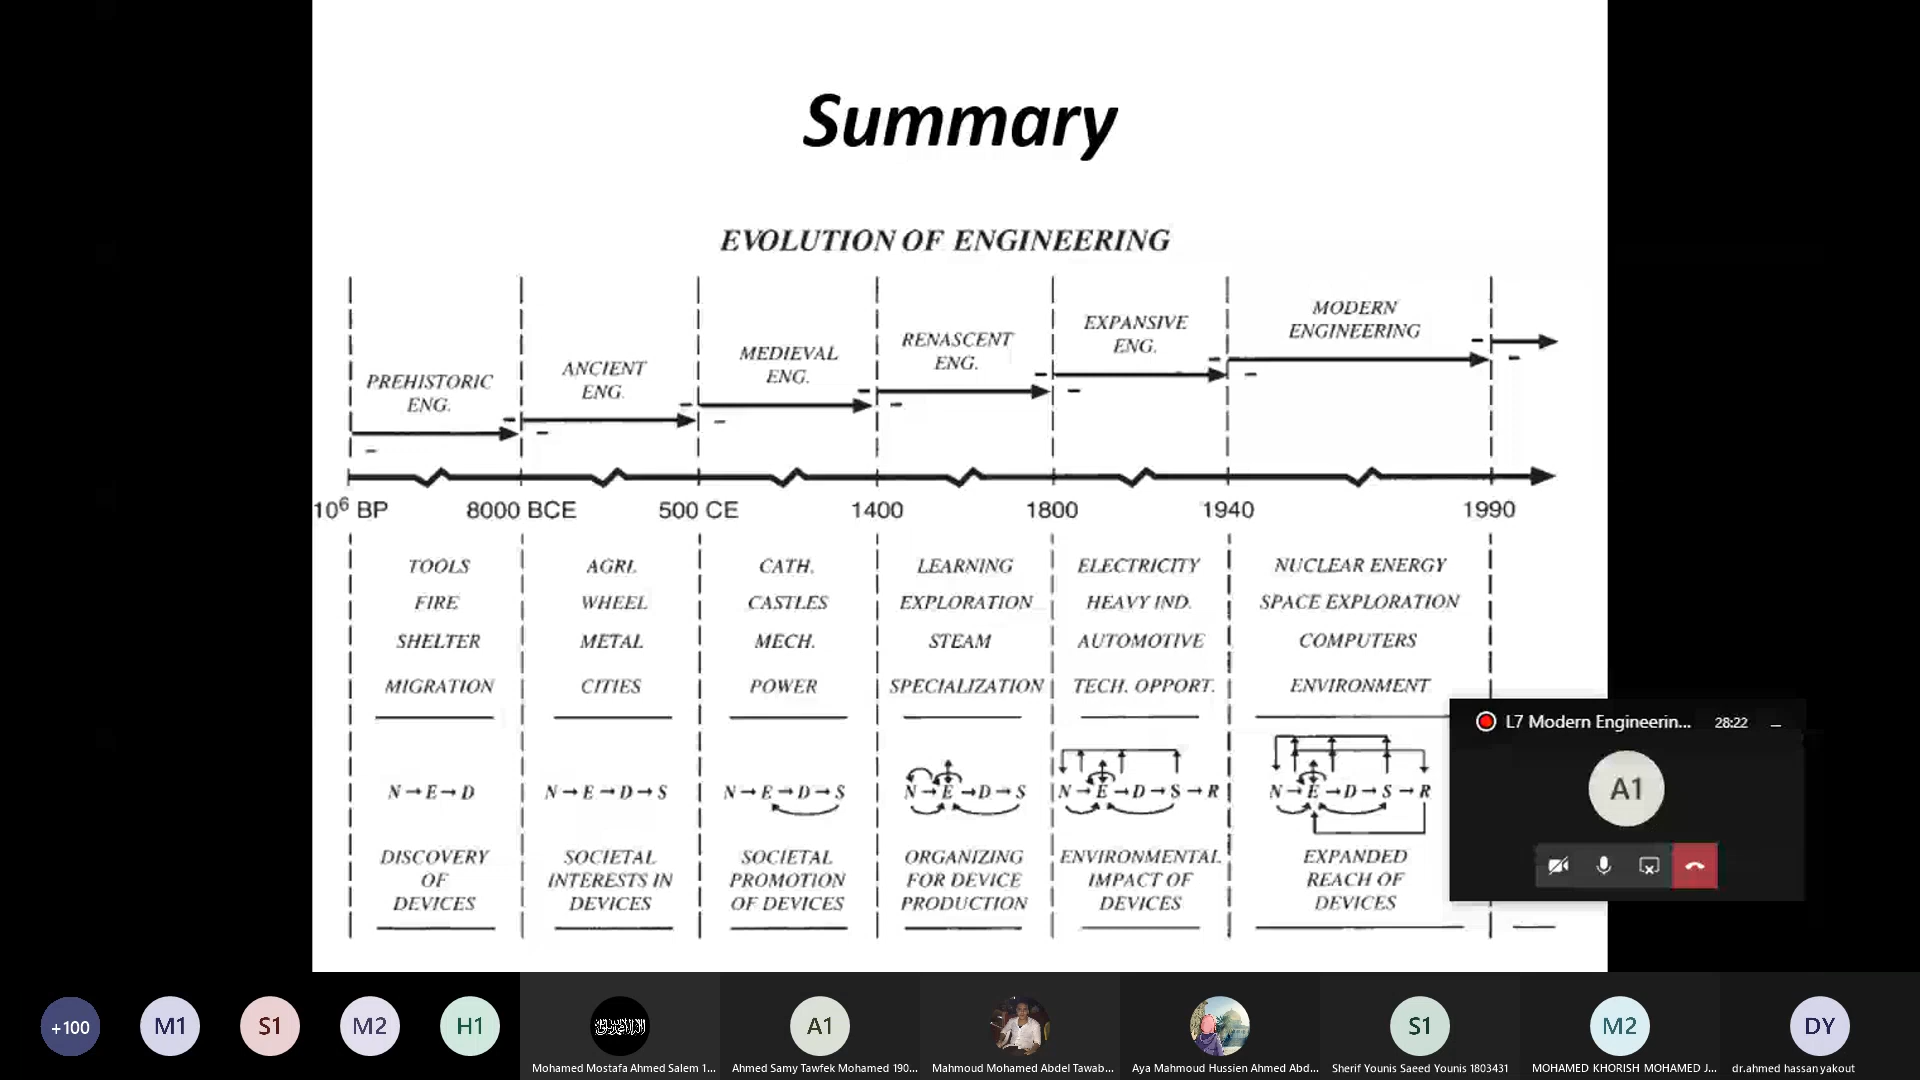 Summary
EVOLUTION OF ENGINEERING
PREHISTORIC
ENG.
ANCIENT
ENG.
MEDIEVAL
ENG.
RENASCENT
ENG.
EXPANSIVE
ENG.
MODERN
ENGINEERING
10⁶ BP 8000 BCE 500 CE 1400 1800 1940 1990
TOOLS
FIRE
SHELTER
MIGRATION
AGRI.
WHEEL
METAL
CITIES
CATH.
CASTLES
MECH.
POWER
LEARNING
EXPLORATION
STEAM
SPECIALIZATION
ELECTRICITY
HEAVY IND.
AUTOMOTIVE
TECH. OPPORT.
NUCLEAR ENERGY
SPACE EXPLORATION
COMPUTERS
ENVIRONMENT
N → E → D
N → E → D → S
N → E → D → S
N → E → D → S
N → E → D → S → R
N → E → D → S → R
DISCOVERY
OF
DEVICES
SOCIETAL
INTERESTS IN
DEVICES
SOCIETAL
PROMOTION
OF DEVICES
ORGANIZING
FOR DEVICE
PRODUCTION
ENVIRONMENTAL
IMPACT OF
DEVICES
EXPANDED
REACH OF
DEVICES
L7 Modern Engineerin... 28:22
A1
+100
M1
S1
M2
H1
A1
S1
M2
DY
Mohamed Mostafa Ahmed Salem 1...
Ahmed Samy Tawfek Mohamed 190...
Mahmoud Mohamed Abdel Tawab...
Aya Mahmoud Hussien Ahmed Abd...
Sherif Younis Saeed Younis 1803431
MOHAMED KHORISH MOHAMED J...
dr.ahmed hassan yakout